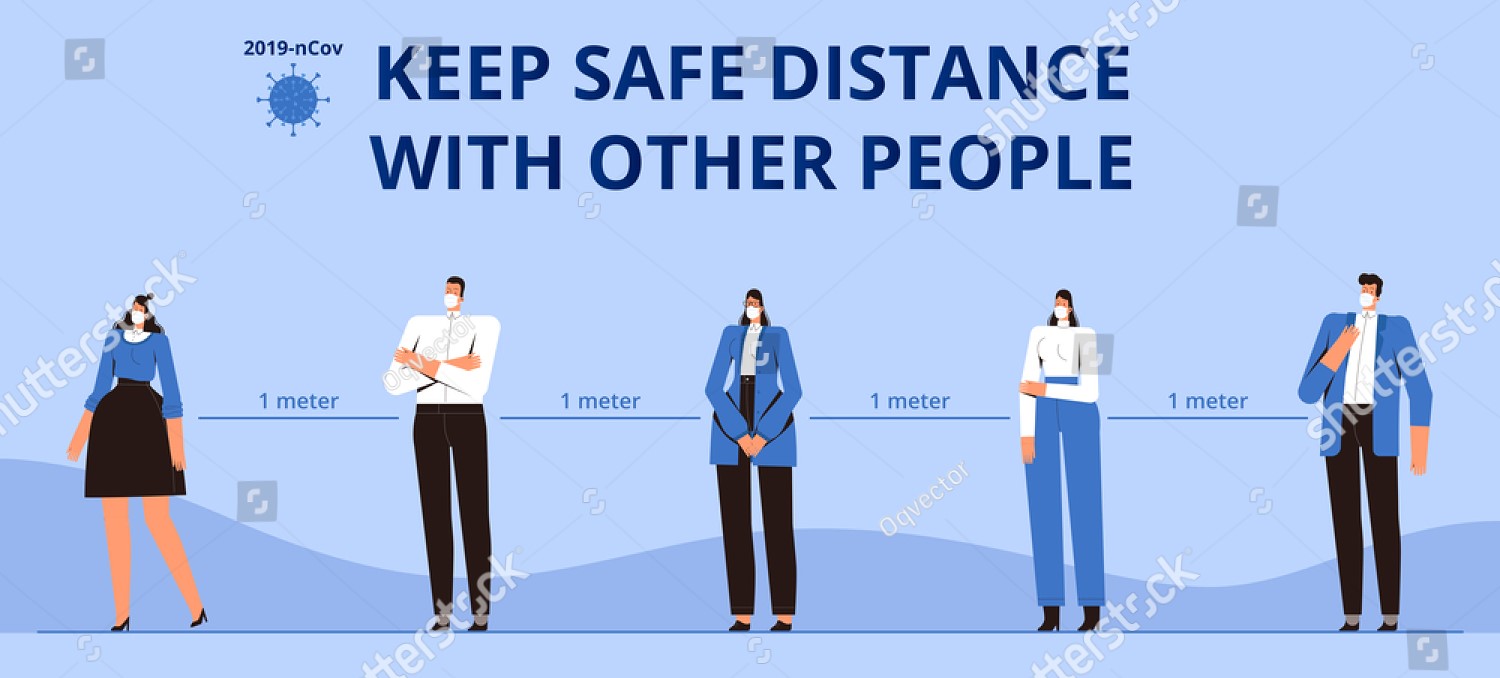 2019-nCov
KEEP SAFE DISTANCE
WITH OTHER PEOPLE
1 meter
1 meter
1 meter
1 meter
shutterstock
shutterstock
shutterstock
Oqvector
Oqvector
shutterstock
shutterstock